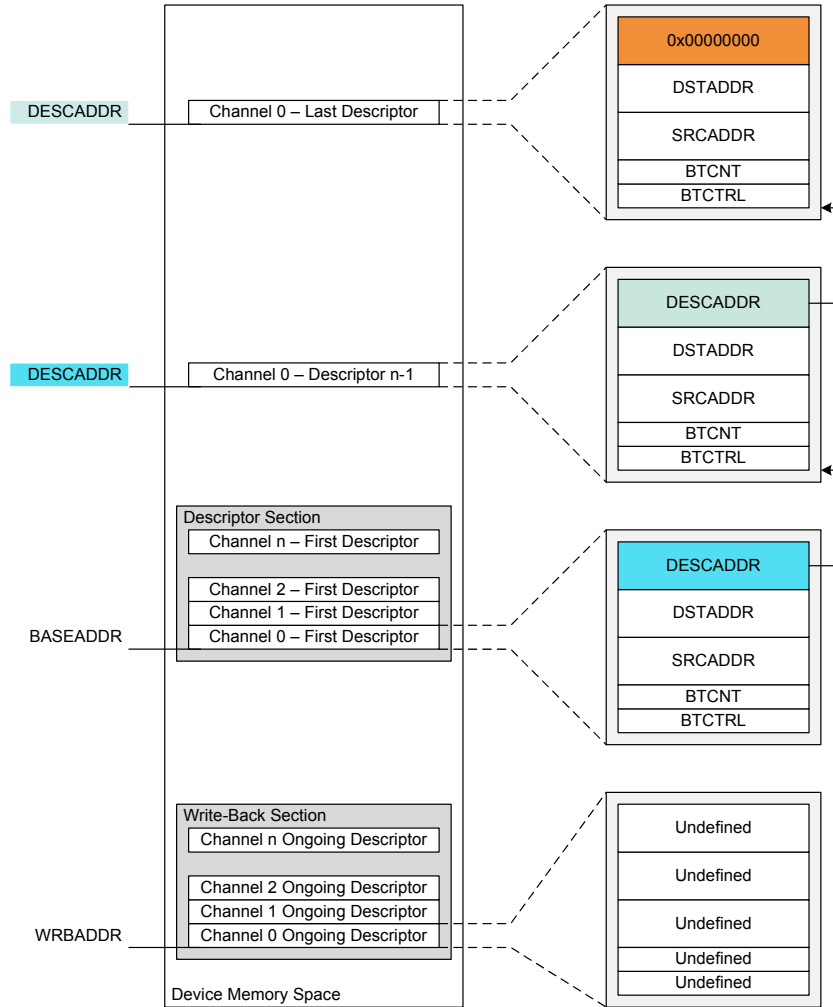 0x00000000
DSTADDR
DESCADDR
Channel 0 – Last Descriptor
SRCADDR
BTCNT
BTCTRL
DESCADDR
DSTADDR
DESCADDR
Channel 0 – Descriptor n-1
SRCADDR
BTCNT
BTCTRL
Descriptor Section
Channel n – First Descriptor
DESCADDR
Channel 2 – First Descriptor
Channel 1 – First Descriptor
DSTADDR
BASEADDR
Channel 0 – First Descriptor
SRCADDR
BTCNT
BTCTRL
Write-Back Section
Channel n Ongoing Descriptor
Undefined
Channel 2 Ongoing Descriptor
Undefined
Channel 1 Ongoing Descriptor
WRBADDR
Channel 0 Ongoing Descriptor
Undefined
Undefined
Undefined
Device Memory Space